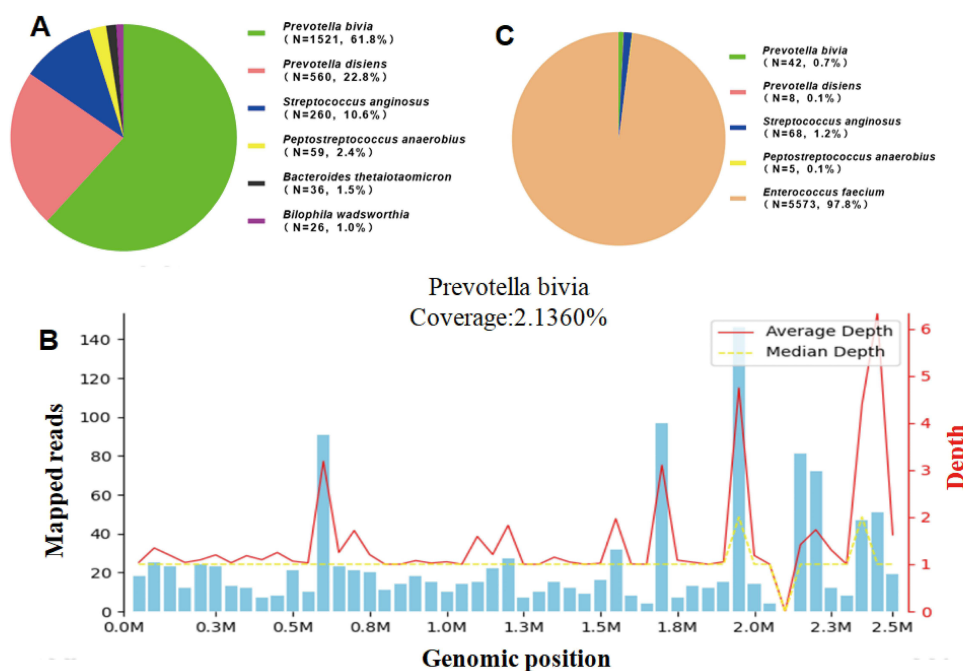 A
Prevotella bivia
( N=1521, 61.8%)
Prevotella disiens
( N=560, 22.8%)
Streptococcus anginosus
( N=260, 10.6%)
Peptostreptococcus anaerobius
( N=59, 2.4%)
Bacteroides thetaiotaomicron
( N=36, 1.5%)
Bilophila wadsworthia
( N=26, 1.0%)
C
Prevotella bivia
( N=42, 0.7%)
Prevotella disiens
( N=8, 0.1%)
Streptococcus anginosus
( N=68, 1.2%)
Peptostreptococcus anaerobius
( N=5, 0.1%)
Enterococcus faecium
( N=5573, 97.8%)
Prevotella bivia
Coverage:2.1360%
B
Average Depth
Median Depth
Mapped reads
140
120
100
80
60
40
20
0
6
5
4
3
2
1
0
Depth
0.0M 0.3M 0.5M 0.8M 1.0M 1.3M 1.5M 1.8M 2.0M 2.3M 2.5M
Genomic position